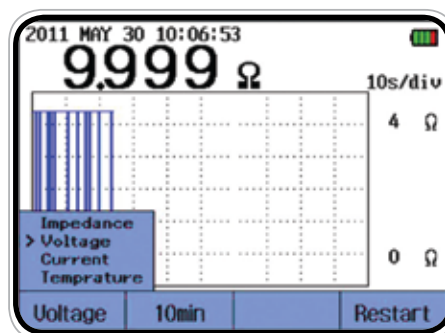 2011 MAY 30 10:06:53
9.999 Ω
10s/div
4 Ω
Impedance
> Voltage
Current
Temprature
0 Ω
Voltage 10min Restart